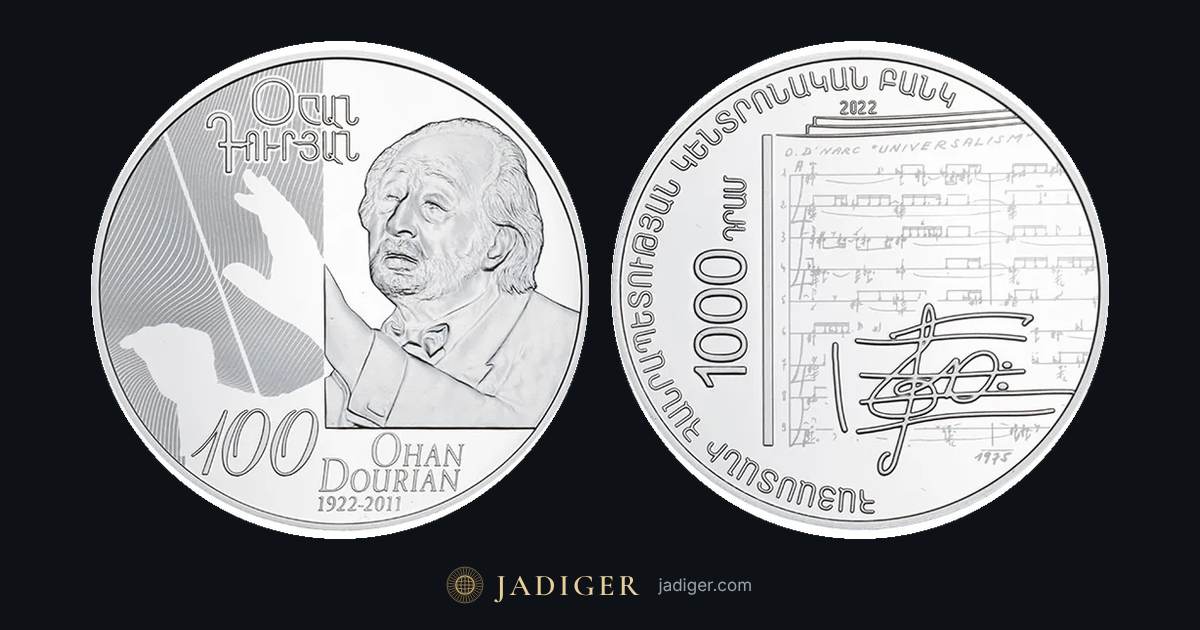 Օհան
Դուրյան
100
OHAN
DOURIAN
1922-2011
ՀԱՅԱՍՏԱՆԻ ՀԱՆՐԱՊԵՏՈՒԹՅԱՆ ԿԵՆՏՐՈՆԱԿԱՆ ԲԱՆԿ
2022
O. D'NARC "UNIVERSALISM"
1000 ԴՐԱՄ
1975
JADIGER jadiger.com